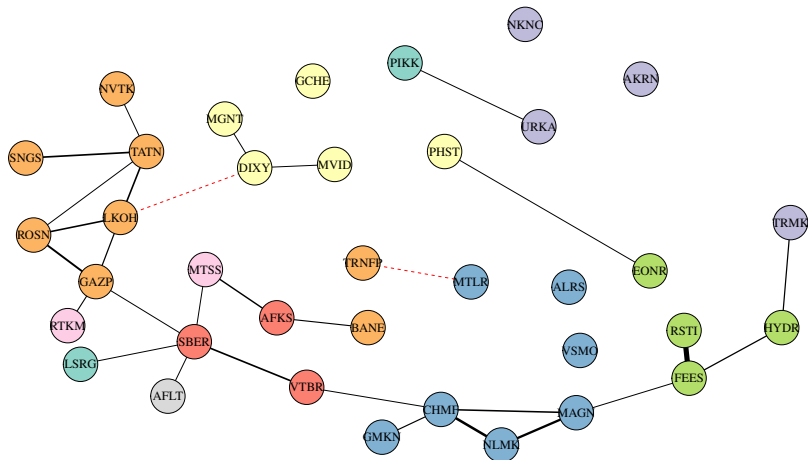 NKNC
PIKK
GCHE
AKRN
NVTK
MGNT
URKA
SNGS
TATN
DIXY
MVID
PHST
LKOH
TRMK
ROSN
GAZP
MTSS
TRNFP
MTLR
ALRS
EONR
RTKM
AFKS
BANE
RSTI
HYDR
SBER
VSMO
LSRG
AFLT
VTBR
FEES
CHMF
MAGN
GMKN
NLMK